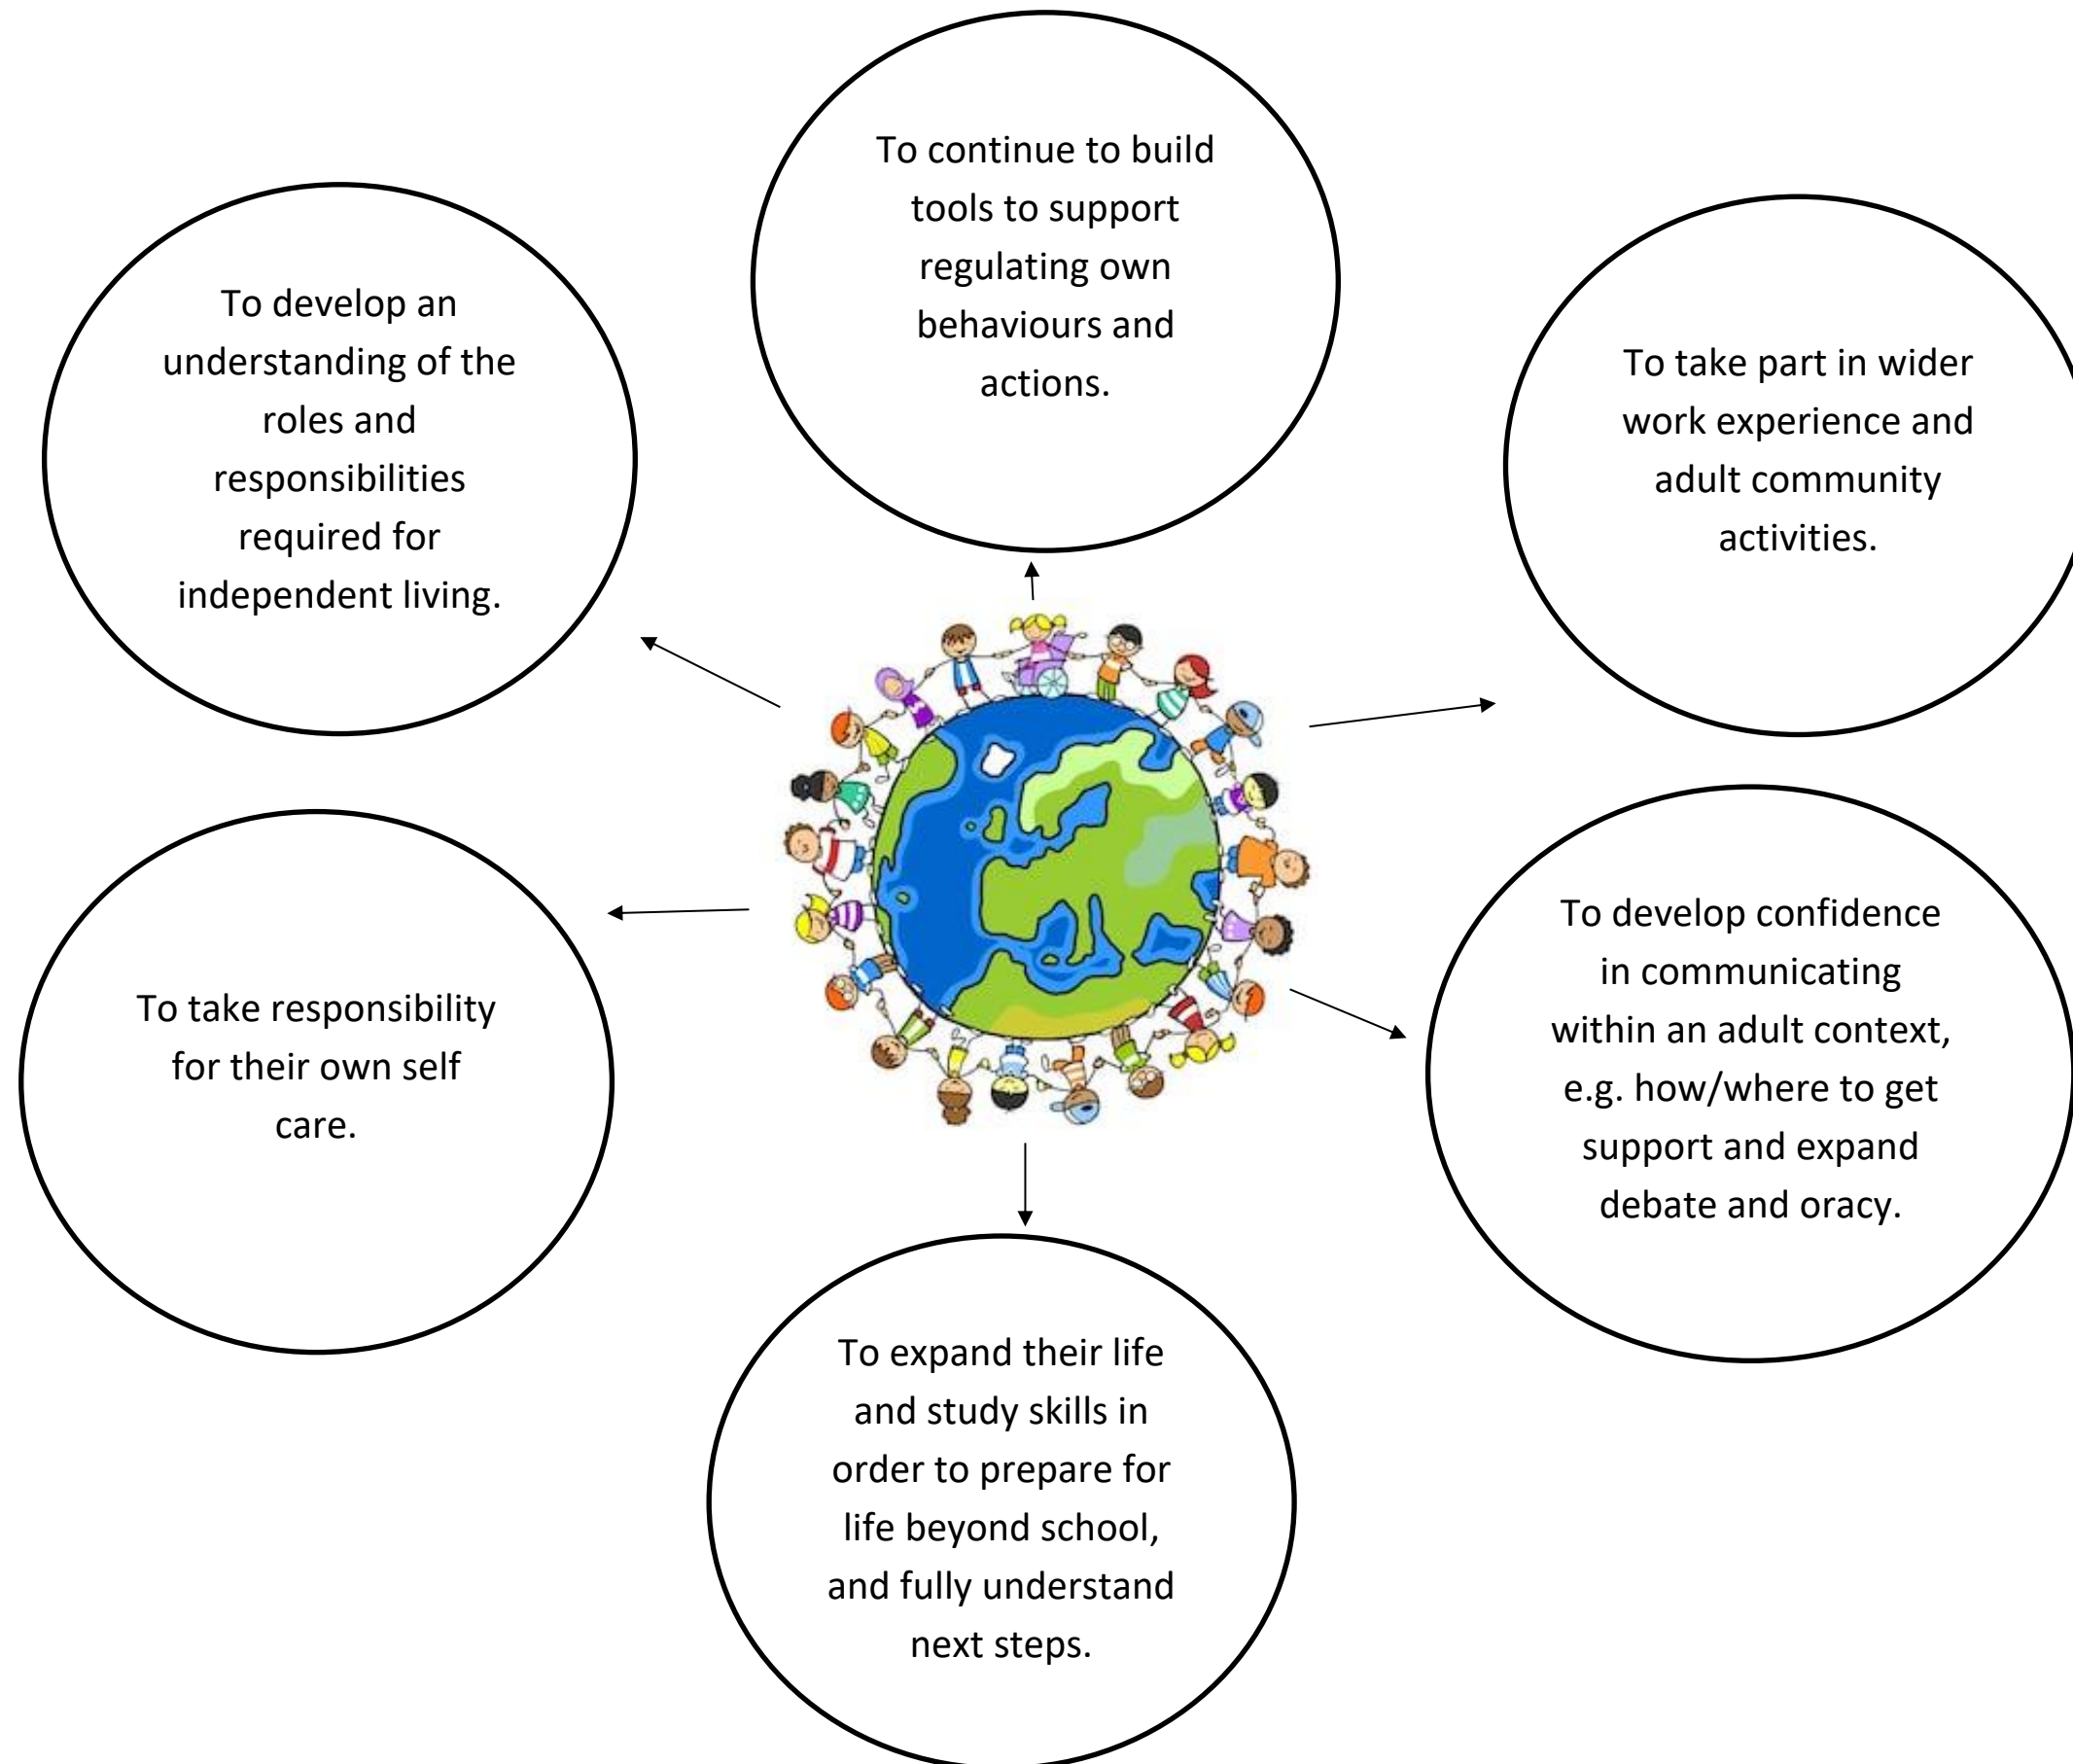 To continue to build
tools to support
regulating own
behaviours and
actions.
To develop an
understanding of the
roles and
responsibilities
required for
independent living.
To take part in wider
work experience and
adult community
activities.
To take responsibility
for their own self
care.
To develop confidence
in communicating
within an adult context,
e.g. how/where to get
support and expand
debate and oracy.
To expand their life
and study skills in
order to prepare for
life beyond school,
and fully understand
next steps.